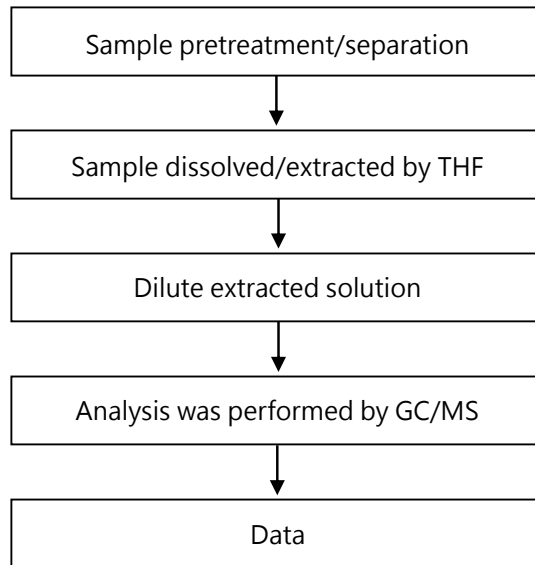 Sample pretreatment/separation
Sample dissolved/extracted by THF
Dilute extracted solution
Analysis was performed by GC/MS
Data